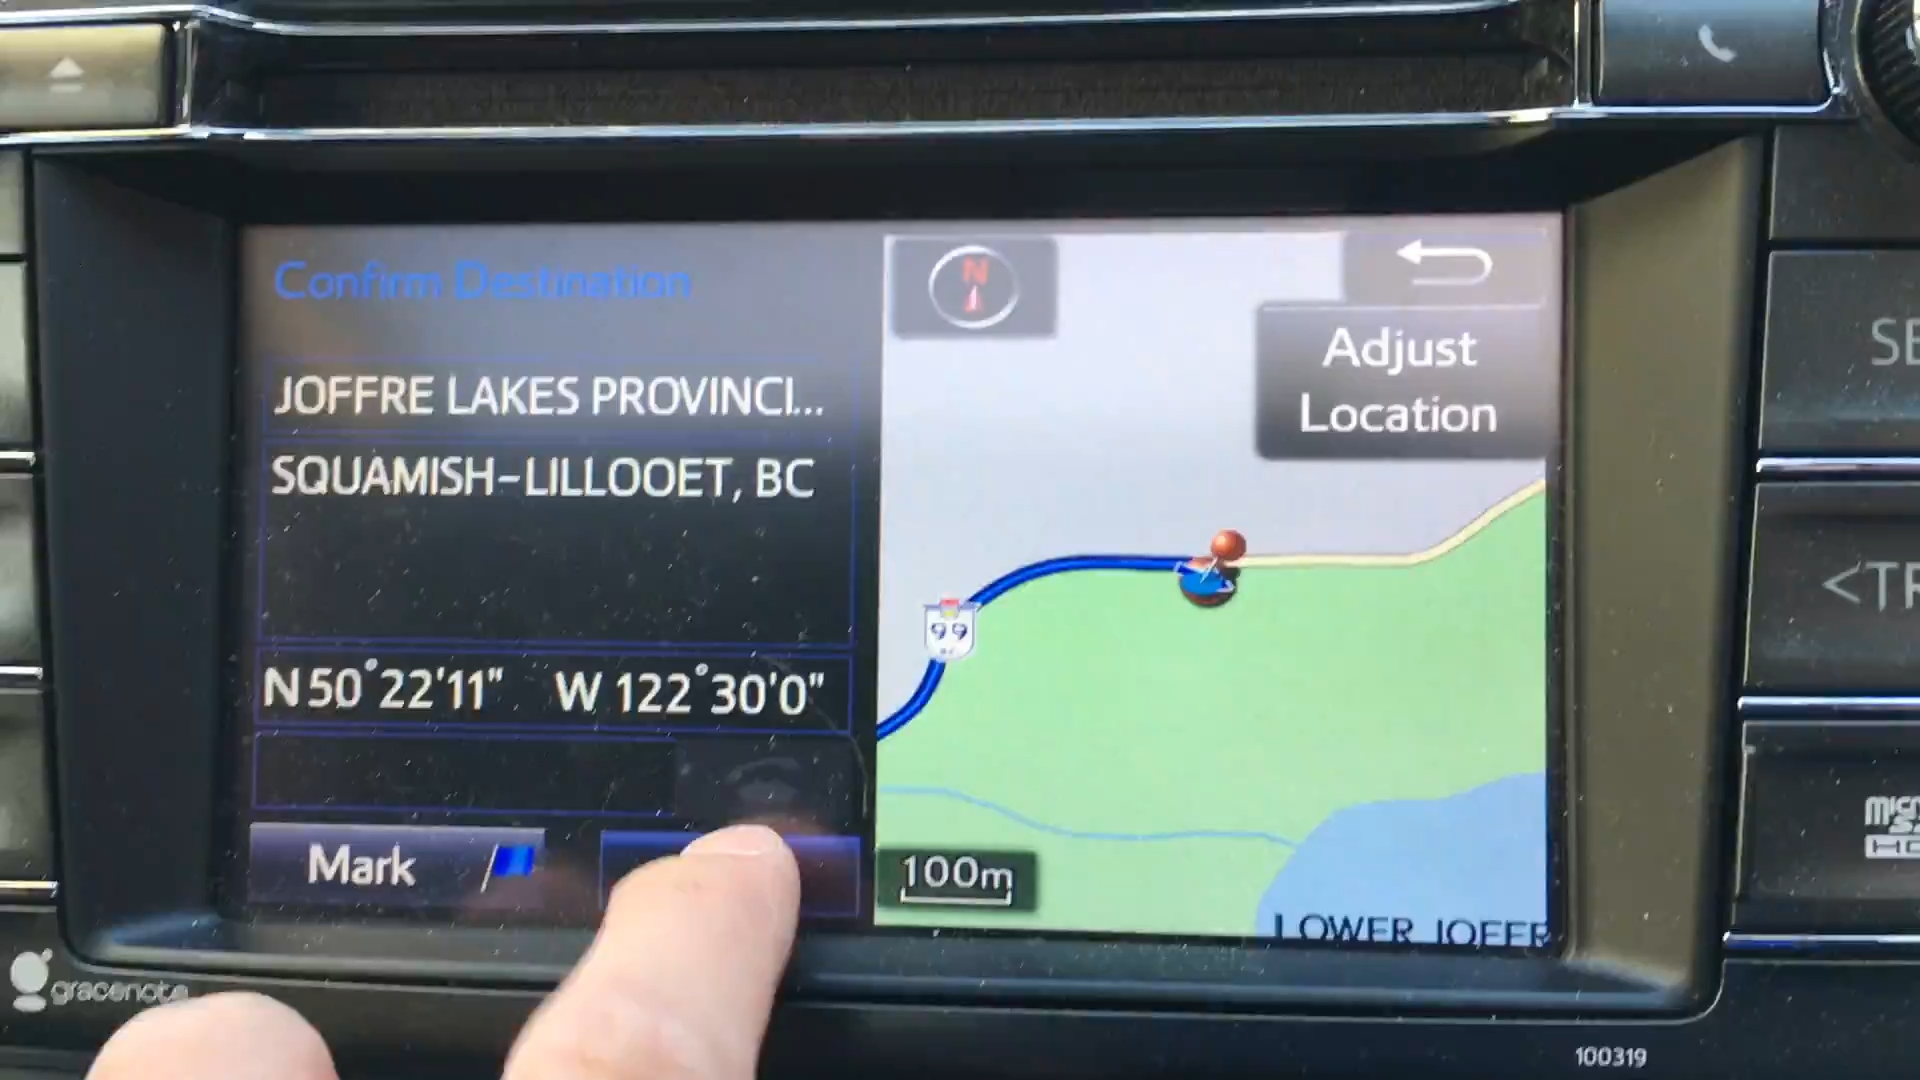 Confirm Destination
N
Adjust
Location
JOFFRE LAKES PROVINCI...
SQUAMISH-LILLOOET, BC
99
N 50°22'11" W 122°30'0"
Mark
100m
LOWER JOFFR
gracenote
100319
SE
<TR